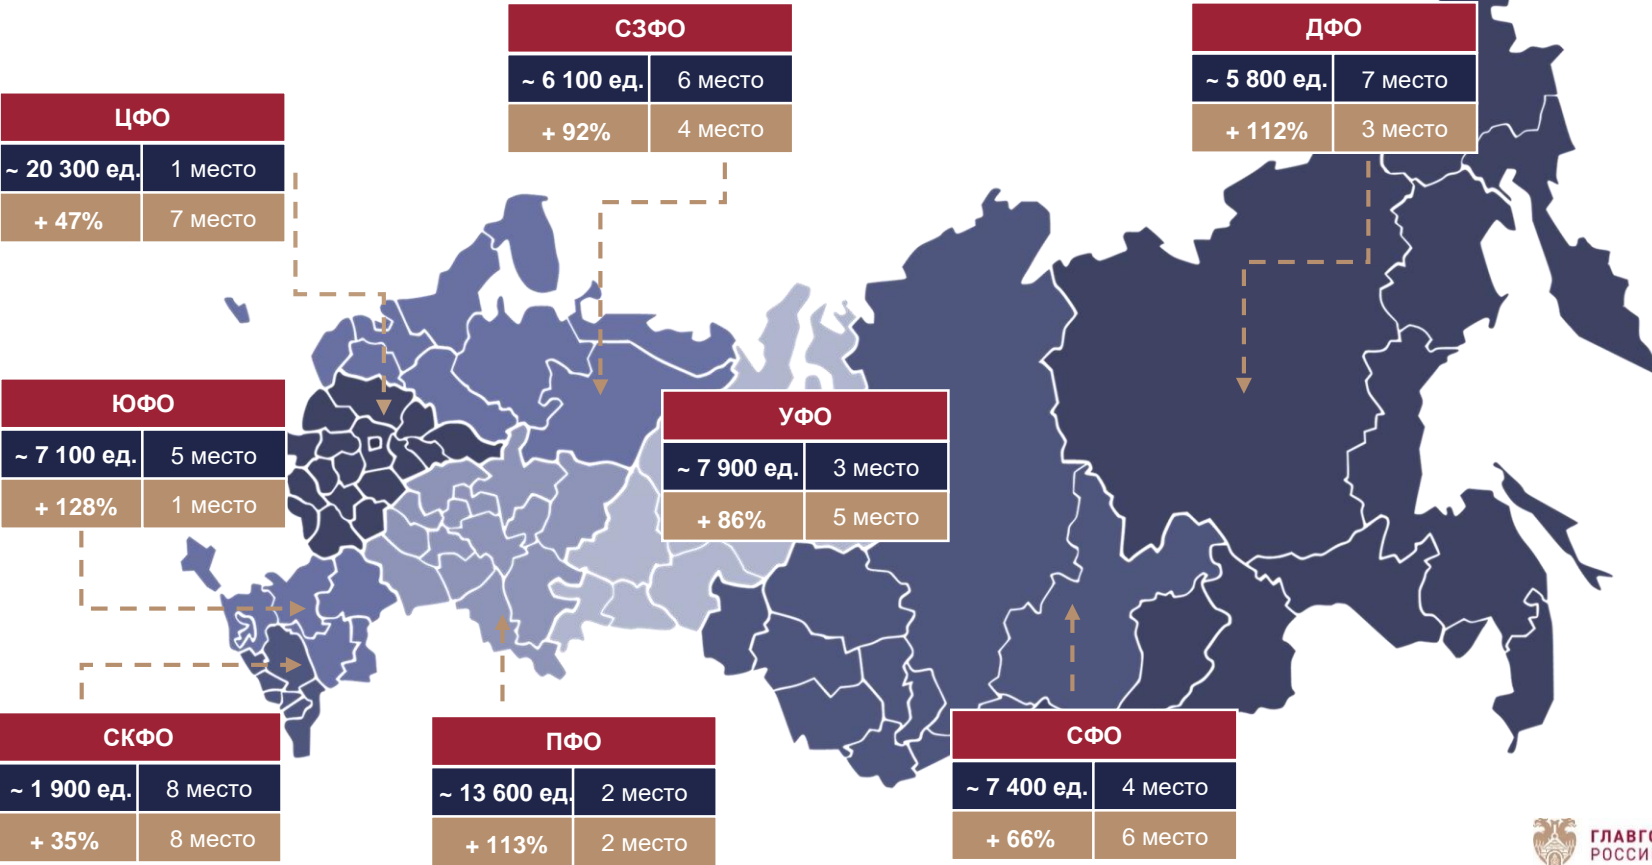 СЗФО
~ 6 100 ед. 6 место
+ 92% 4 место
ДФО
~ 5 800 ед. 7 место
+ 112% 3 место
ЦФО
~ 20 300 ед. 1 место
+ 47% 7 место
ЮФО
~ 7 100 ед. 5 место
+ 128% 1 место
УФО
~ 7 900 ед. 3 место
+ 86% 5 место
СКФО
~ 1 900 ед. 8 место
+ 35% 8 место
ПФО
~ 13 600 ед. 2 место
+ 113% 2 место
СФО
~ 7 400 ед. 4 место
+ 66% 6 место